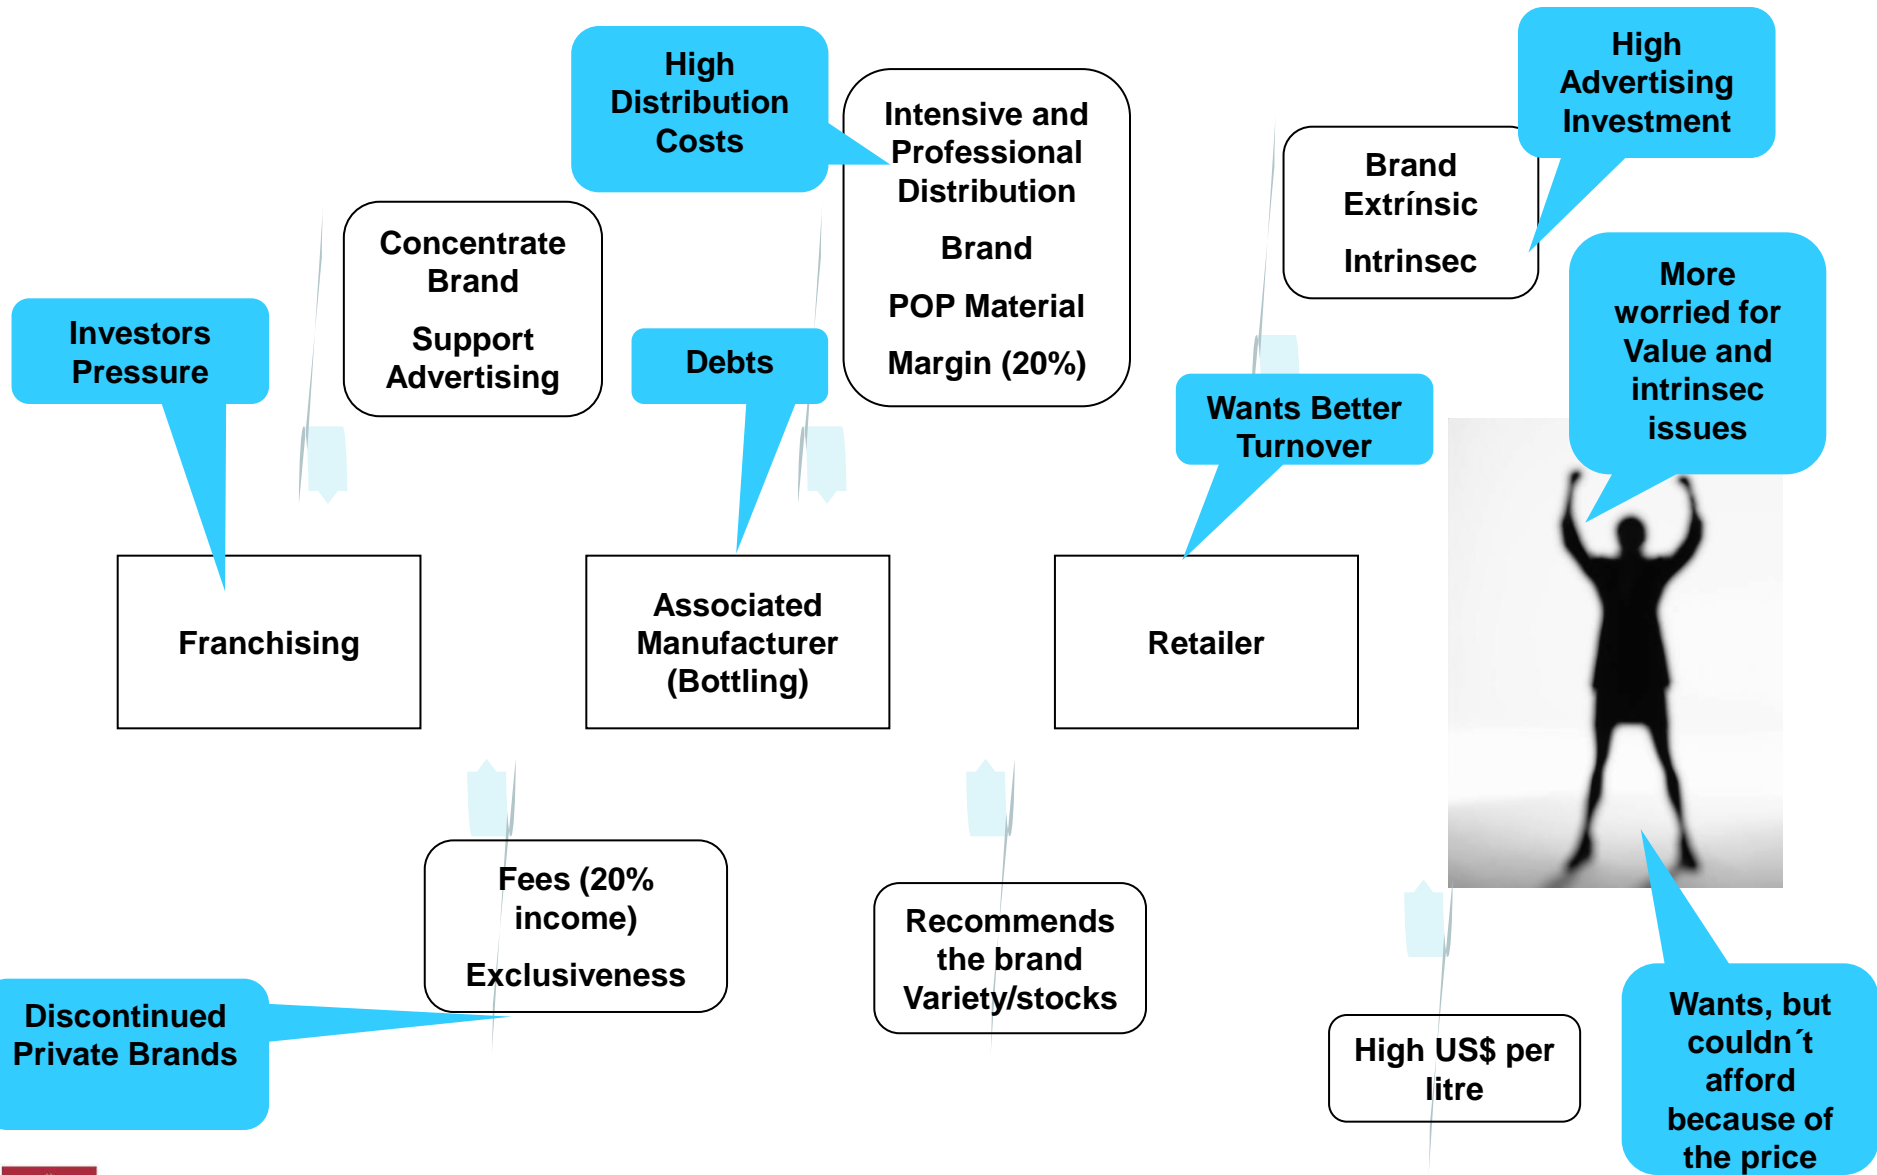 High
Distribution
Costs
Intensive and
Professional
Distribution
Brand
POP Material
Margin (20%)
High
Advertising
Investment
Brand
Extrínsic
Intrinsec
Concentrate
Brand
Support
Advertising
Investors
Pressure
Debts
Wants Better
Turnover
More
worried for
Value and
intrinsec
issues
Franchising
Associated
Manufacturer
(Bottling)
Retailer
Fees (20%
income)
Exclusiveness
Recommends
the brand
Variety/stocks
Discontinued
Private Brands
High US$ per
litre
Wants, but
couldn´t
afford
because of
the price